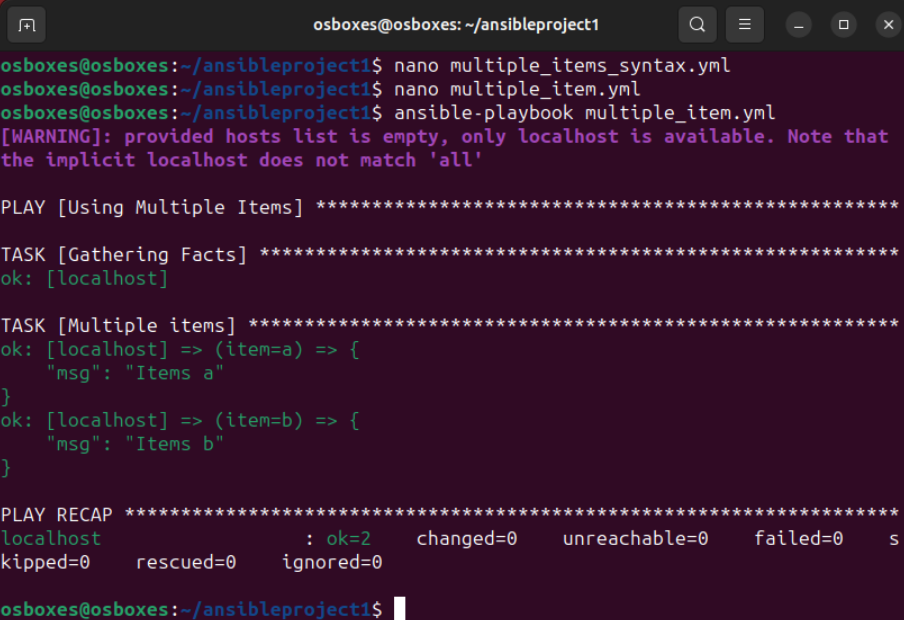 osboxes@osboxes: ~/ansibleproject1
osboxes@osboxes:~/ansibleproject1$ nano multiple_items_syntax.yml
osboxes@osboxes:~/ansibleproject1$ nano multiple_item.yml
osboxes@osboxes:~/ansibleproject1$ ansible-playbook multiple_item.yml
[WARNING]: provided hosts list is empty, only localhost is available. Note that
the implicit localhost does not match 'all'
PLAY [Using Multiple Items] ****************************************************
TASK [Gathering Facts] *********************************************************
ok: [localhost]
TASK [Multiple items] **********************************************************
ok: [localhost] => (item=a) => {
    "msg": "Items a"
}
ok: [localhost] => (item=b) => {
    "msg": "Items b"
}
PLAY RECAP *********************************************************************
localhost                  : ok=2    changed=0    unreachable=0    failed=0    s
kipped=0    rescued=0    ignored=0
osboxes@osboxes:~/ansibleproject1$